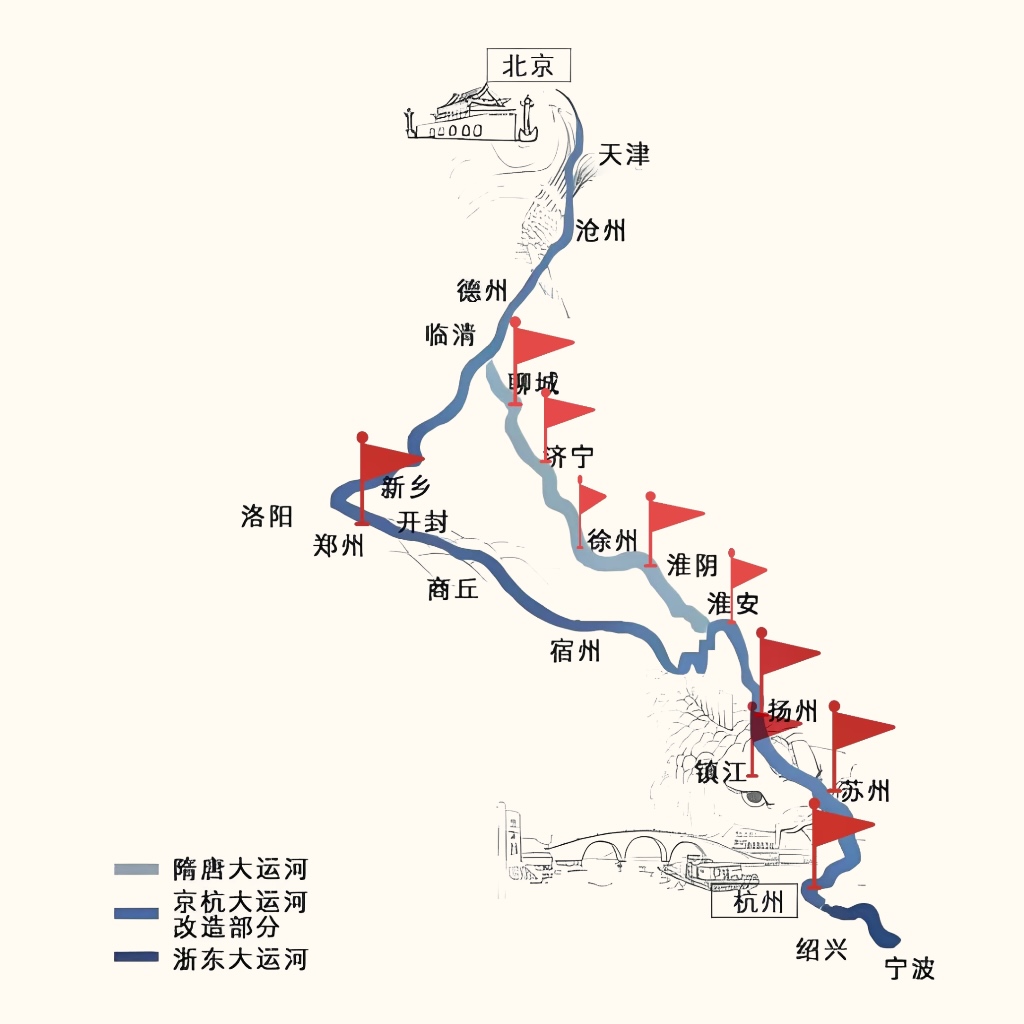 北京
天津
沧州
德州
临清
聊城
济宁
新乡
洛阳
开封
郑州
徐州
淮阴
商丘
淮安
宿州
扬州
镇江
苏州
隋唐大运河
京杭大运河
改造部分
杭州
浙东大运河
绍兴
宁波